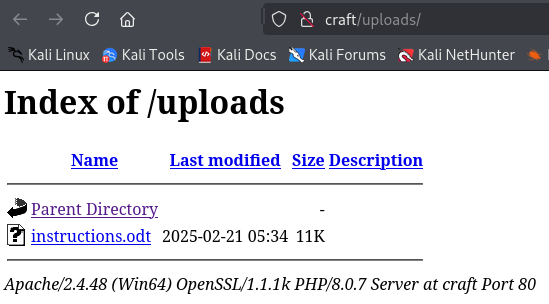 craft/uploads/
Kali Linux Kali Tools Kali Docs Kali Forums Kali NetHunter
Index of /uploads
Name Last modified Size Description
Parent Directory -
instructions.odt 2025-02-21 05:34 11K
Apache/2.4.48 (Win64) OpenSSL/1.1.1k PHP/8.0.7 Server at craft Port 80